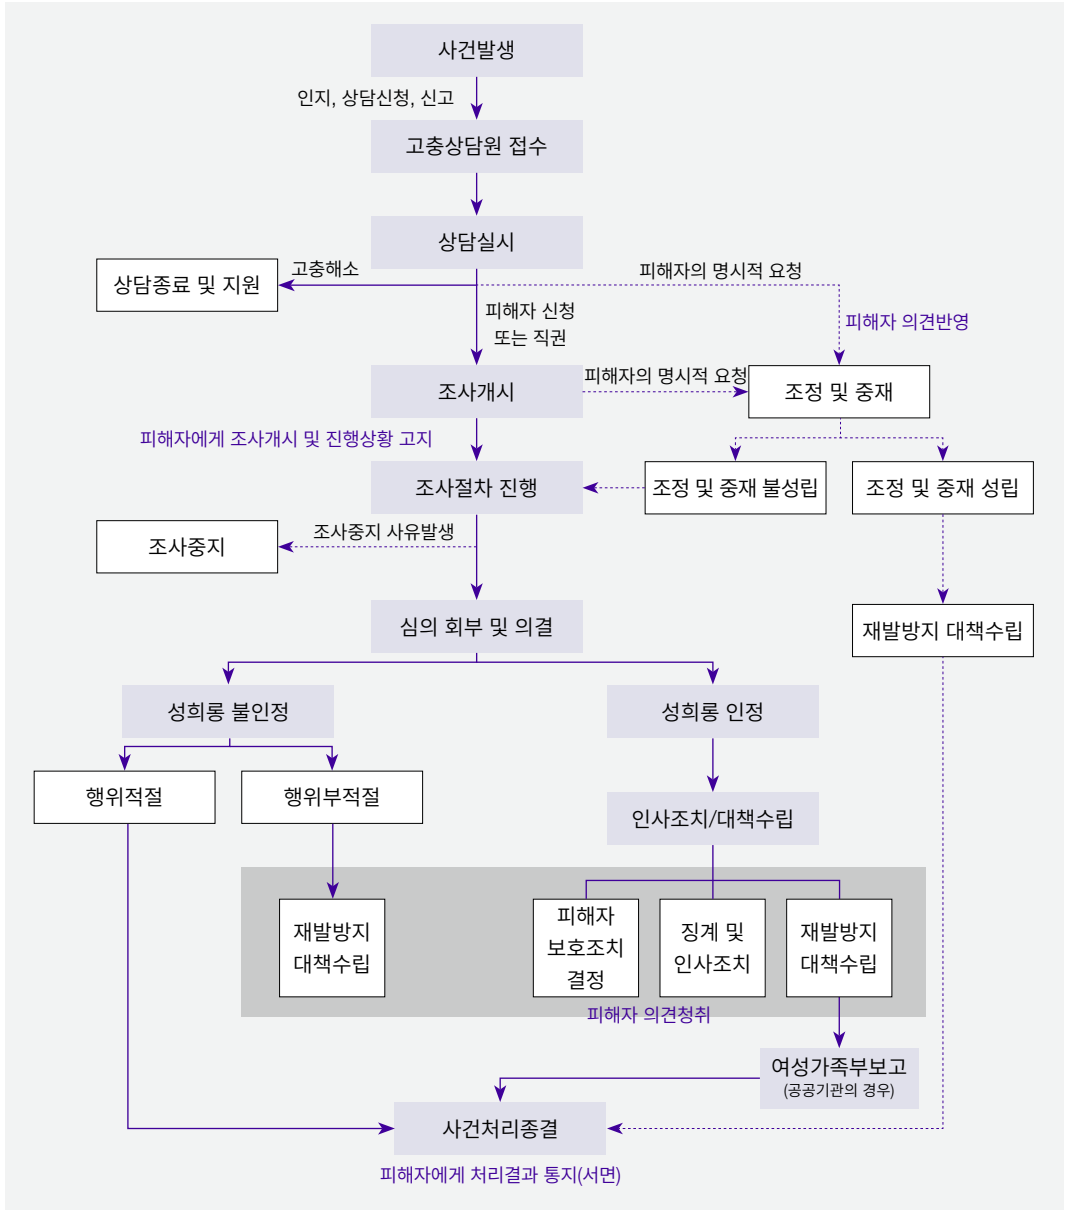 사건발생
인지, 상담신청, 신고
고충상담원 접수
상담실시
상담종료 및 지원
고충해소
피해자의 명시적 요청
피해자 신청
또는 직권
피해자 의견반영
조사개시
피해자의 명시적 요청
조정 및 중재
피해자에게 조사개시 및 진행상황 고지
조사절차 진행
조정 및 중재 불성립
조정 및 중재 성립
조사중지
조사중지 사유발생
심의 회부 및 의결
재발방지 대책수립
성희롱 불인정
성희롱 인정
행위적절
행위부적절
인사조치/대책수립
재발방지
대책수립
피해자
보호조치
결정
징계 및
인사조치
재발방지
대책수립
피해자 의견청취
여성가족부보고
(공공기관의 경우)
사건처리종결
피해자에게 처리결과 통지(서면)